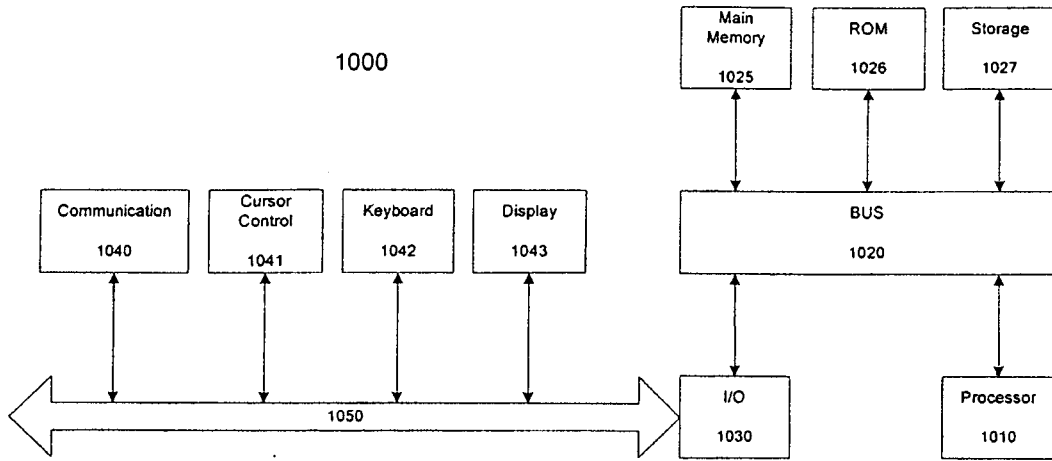 1000
Main
Memory
1025
ROM
1026
Storage
1027
Communication
1040
Cursor
Control
1041
Keyboard
1042
Display
1043
BUS
1020
1050
I/O
1030
Processor
1010